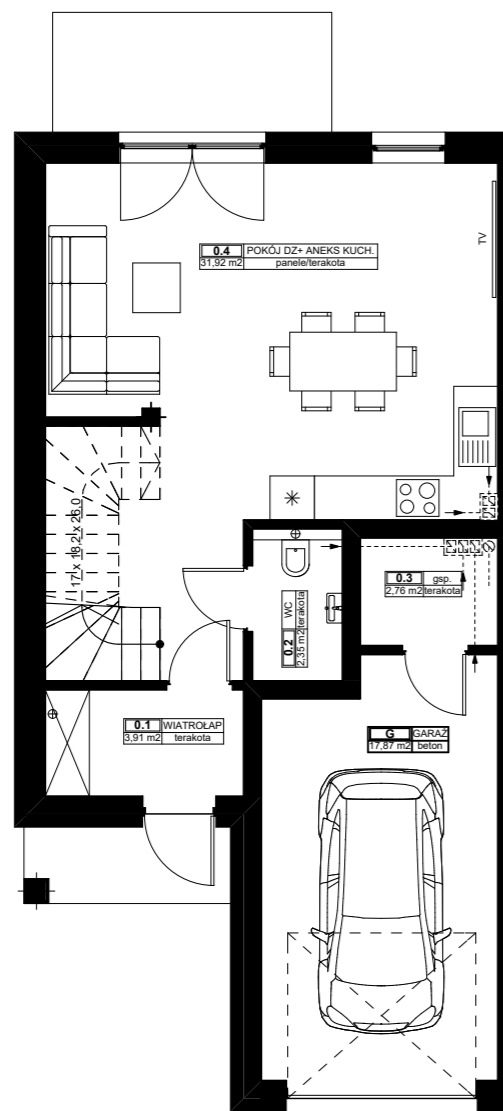 0.4 POKÓJ DZ+ ANEKS KUCH.
31,92 m2 panele/terakota
TV
17 x 18,2 x 26,0
0.2 WC
2,35 m2 terakota
0.3 gsp.
2,76 m2 terakota
0.1 WIATROŁAP
3,91 m2 terakota
G GARAŻ
17,87 m2 beton